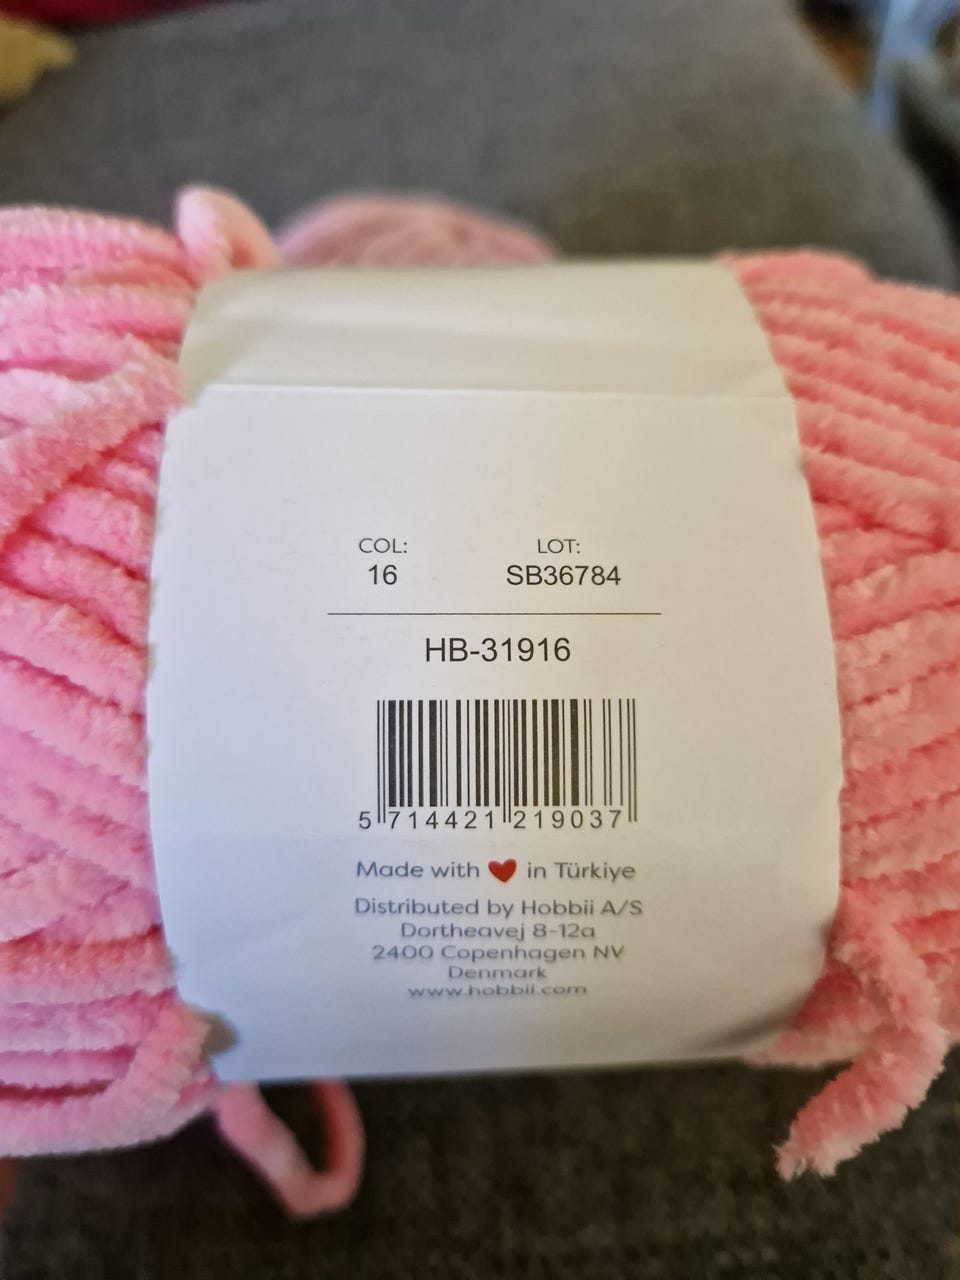 COL: LOT:
16 SB36784
HB-31916
5 714421 219037
Made with ❤ in Türkiye
Distributed by Hobbii A/S
Dortheavej 8-12a
2400 Copenhagen NV
Denmark
www.hobbii.com